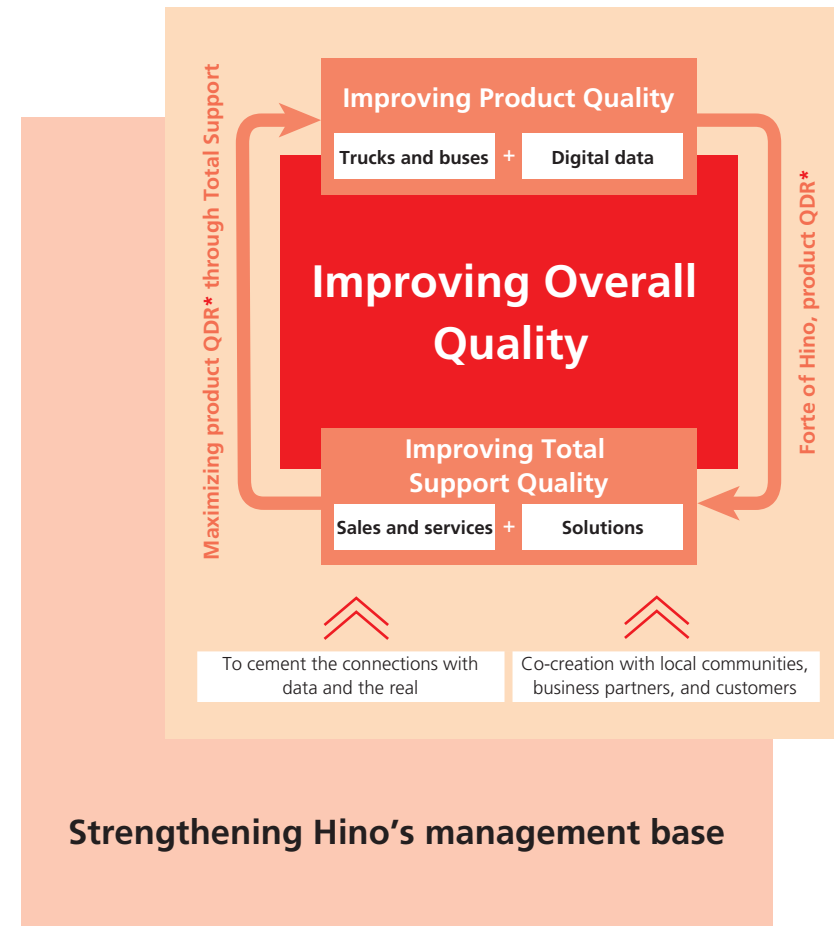 Improving Product Quality
Trucks and buses + Digital data
Maximizing product QDR* through Total Support
Forte of Hino, product QDR*
Improving Overall
Quality
Improving Total
Support Quality
Sales and services + Solutions
To cement the connections with
data and the real
Co-creation with local communities,
business partners, and customers
Strengthening Hino’s management base